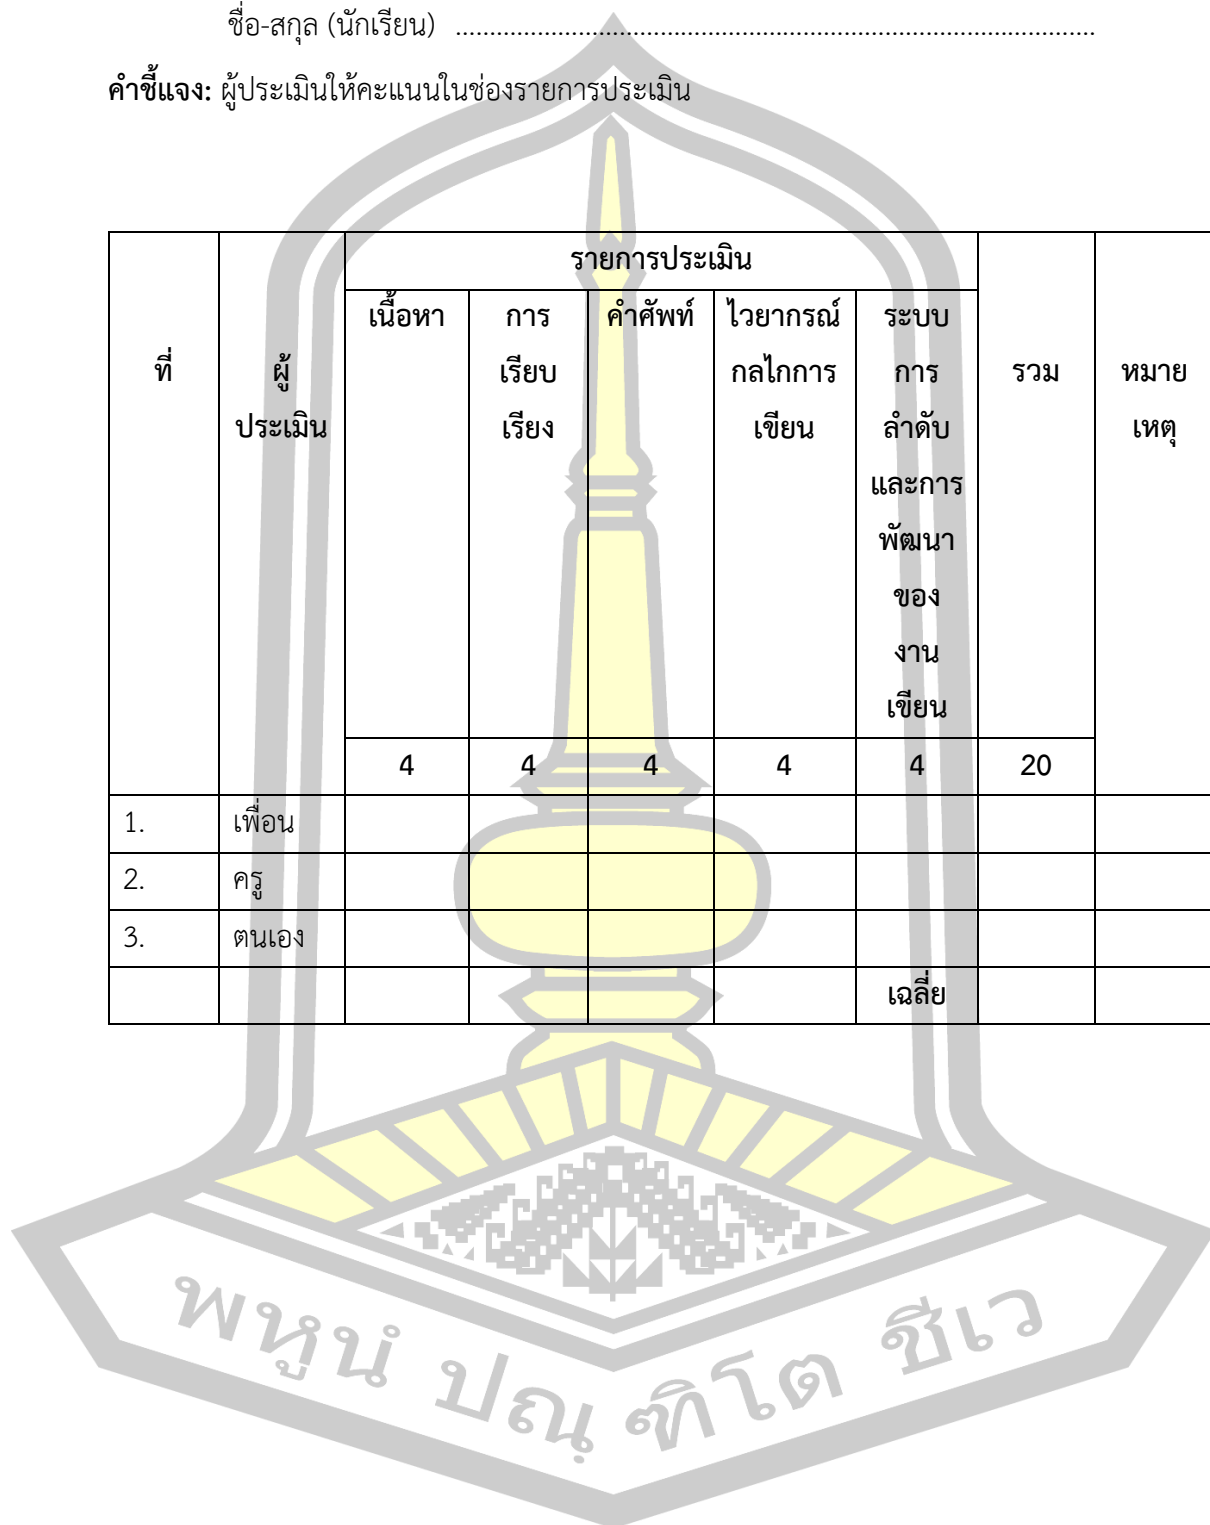 ชื่อ-สกุล (นักเรียน) ................................................................................................
คำชี้แจง: ผู้ประเมินให้คะแนนในช่องรายการประเมิน
รายการประเมิน
ที่
ผู้
ประเมิน
เนื้อหา
การ
เรียบ
เรียง
คำศัพท์
ไวยากรณ์
กลไกการ
เขียน
ระบบ
การ
ลำดับ
และการ
พัฒนา
ของ
งาน
เขียน
รวม
หมาย
เหตุ
4 4 4 4 4 20
1. เพื่อน
2. ครู
3. ตนเอง
เฉลี่ย
พหูนํ ปณฺฑิโต ชีเว